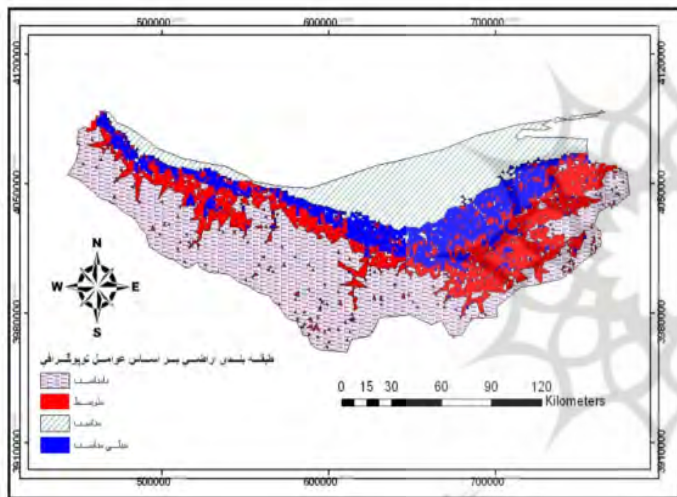 500000 600000 700000
4120000 4120000
4050000 4050000
3980000 3980000
3910000 3910000
N
W E
S
طبقه بندی اراضی بر اساس عوامل توپوگرافی
نامناسب
متوسط
مناسب
خیلی مناسب
0 15 30 60 90 120
Kilometers
500000 600000 700000